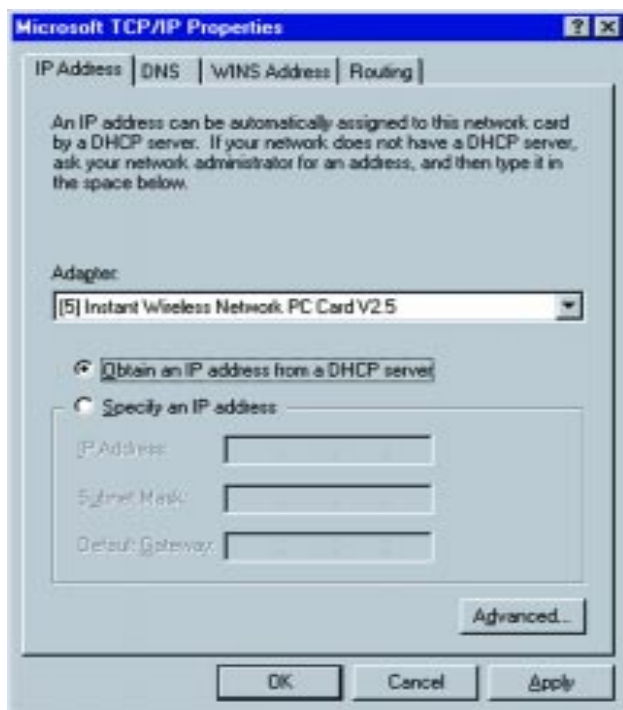 Microsoft TCP/IP Properties
IP Address
DNS
WINS Address
Routing
An IP address can be automatically assigned to this network card
by a DHCP server. If your network does not have a DHCP server,
ask your network administrator for an address, and then type it in
the space below.
Adapter:
[5] Instant Wireless Network PC Card V2.5
Obtain an IP address from a DHCP server
Specify an IP address
IP Address:
Subnet Mask:
Default Gateway:
Advanced...
OK
Cancel
Apply